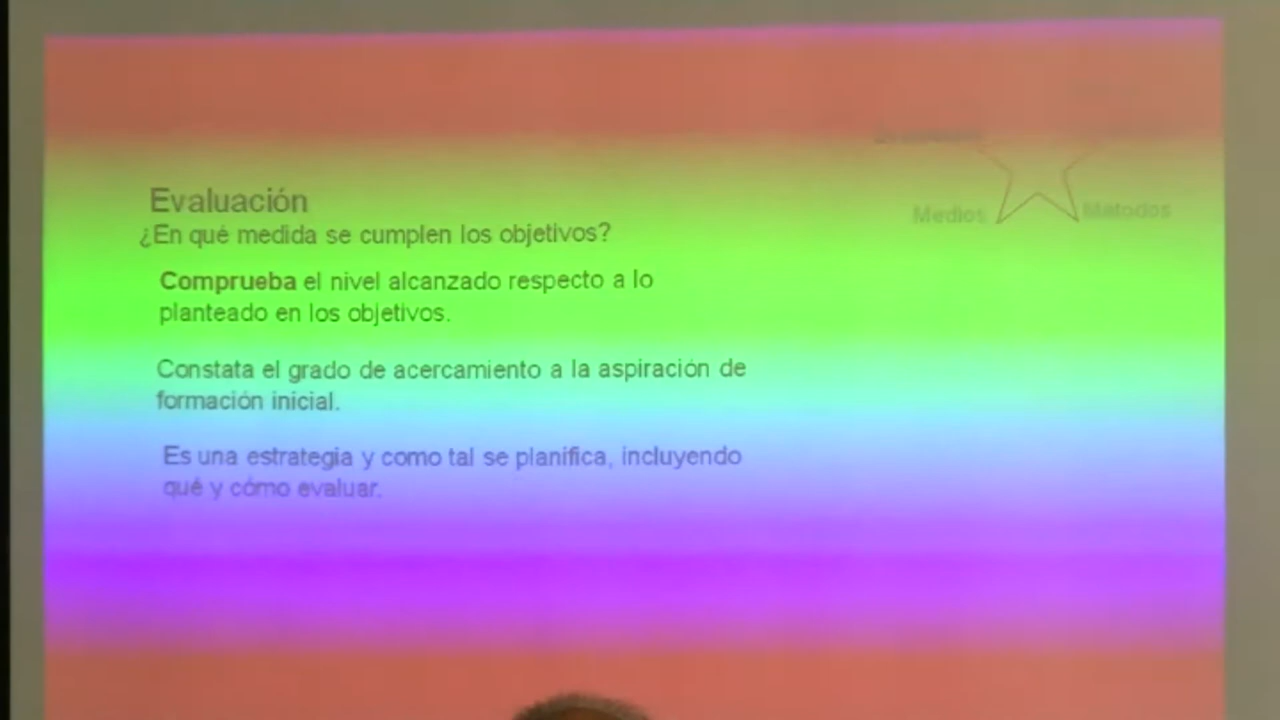 Evaluación
¿En qué medida se cumplen los objetivos?
Comprueba el nivel alcanzado respecto a lo
planteado en los objetivos.
Constata el grado de acercamiento a la aspiración de
formación inicial.
Es una estrategia y como tal se planifica, incluyendo
qué y cómo evaluar.
Medios
Métodos